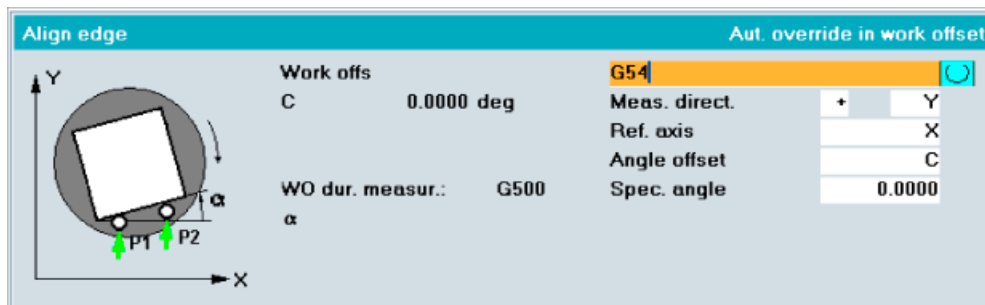 Align edge Aut. override in work offset
Y
Work offs G54
C 0.0000 deg Meas. direct. + Y
Ref. axis X
Angle offset C
WO dur. measur.: G500 Spec. angle 0.0000
α
α
P1 P2
X